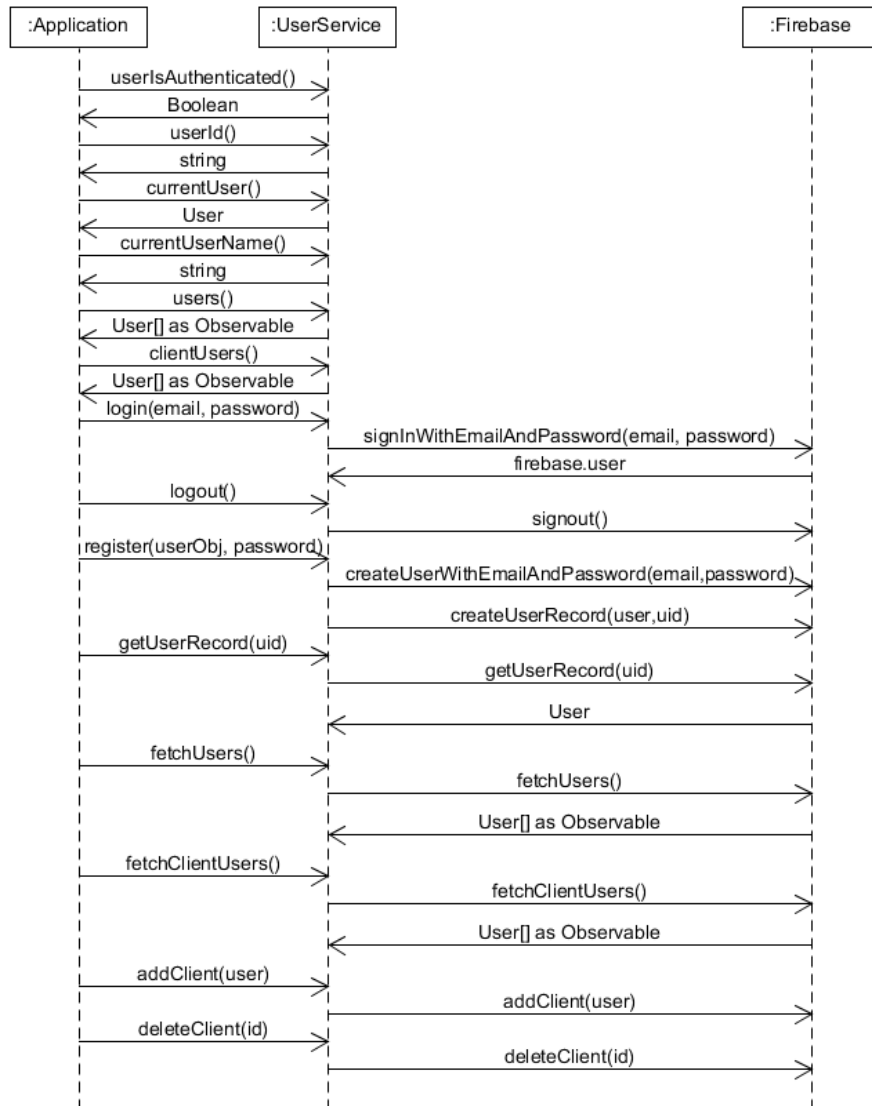 :Application
:UserService
:Firebase
userIsAuthenticated()
Boolean
userId()
string
currentUser()
User
currentUserName()
string
users()
User[] as Observable
clientUsers()
User[] as Observable
login(email, password)
signInWithEmailAndPassword(email, password)
firebase.user
logout()
signout()
register(userObj, password)
createUserWithEmailAndPassword(email,password)
createUserRecord(user,uid)
getUserRecord(uid)
getUserRecord(uid)
User
fetchUsers()
fetchUsers()
User[] as Observable
fetchClientUsers()
fetchClientUsers()
User[] as Observable
addClient(user)
addClient(user)
deleteClient(id)
deleteClient(id)